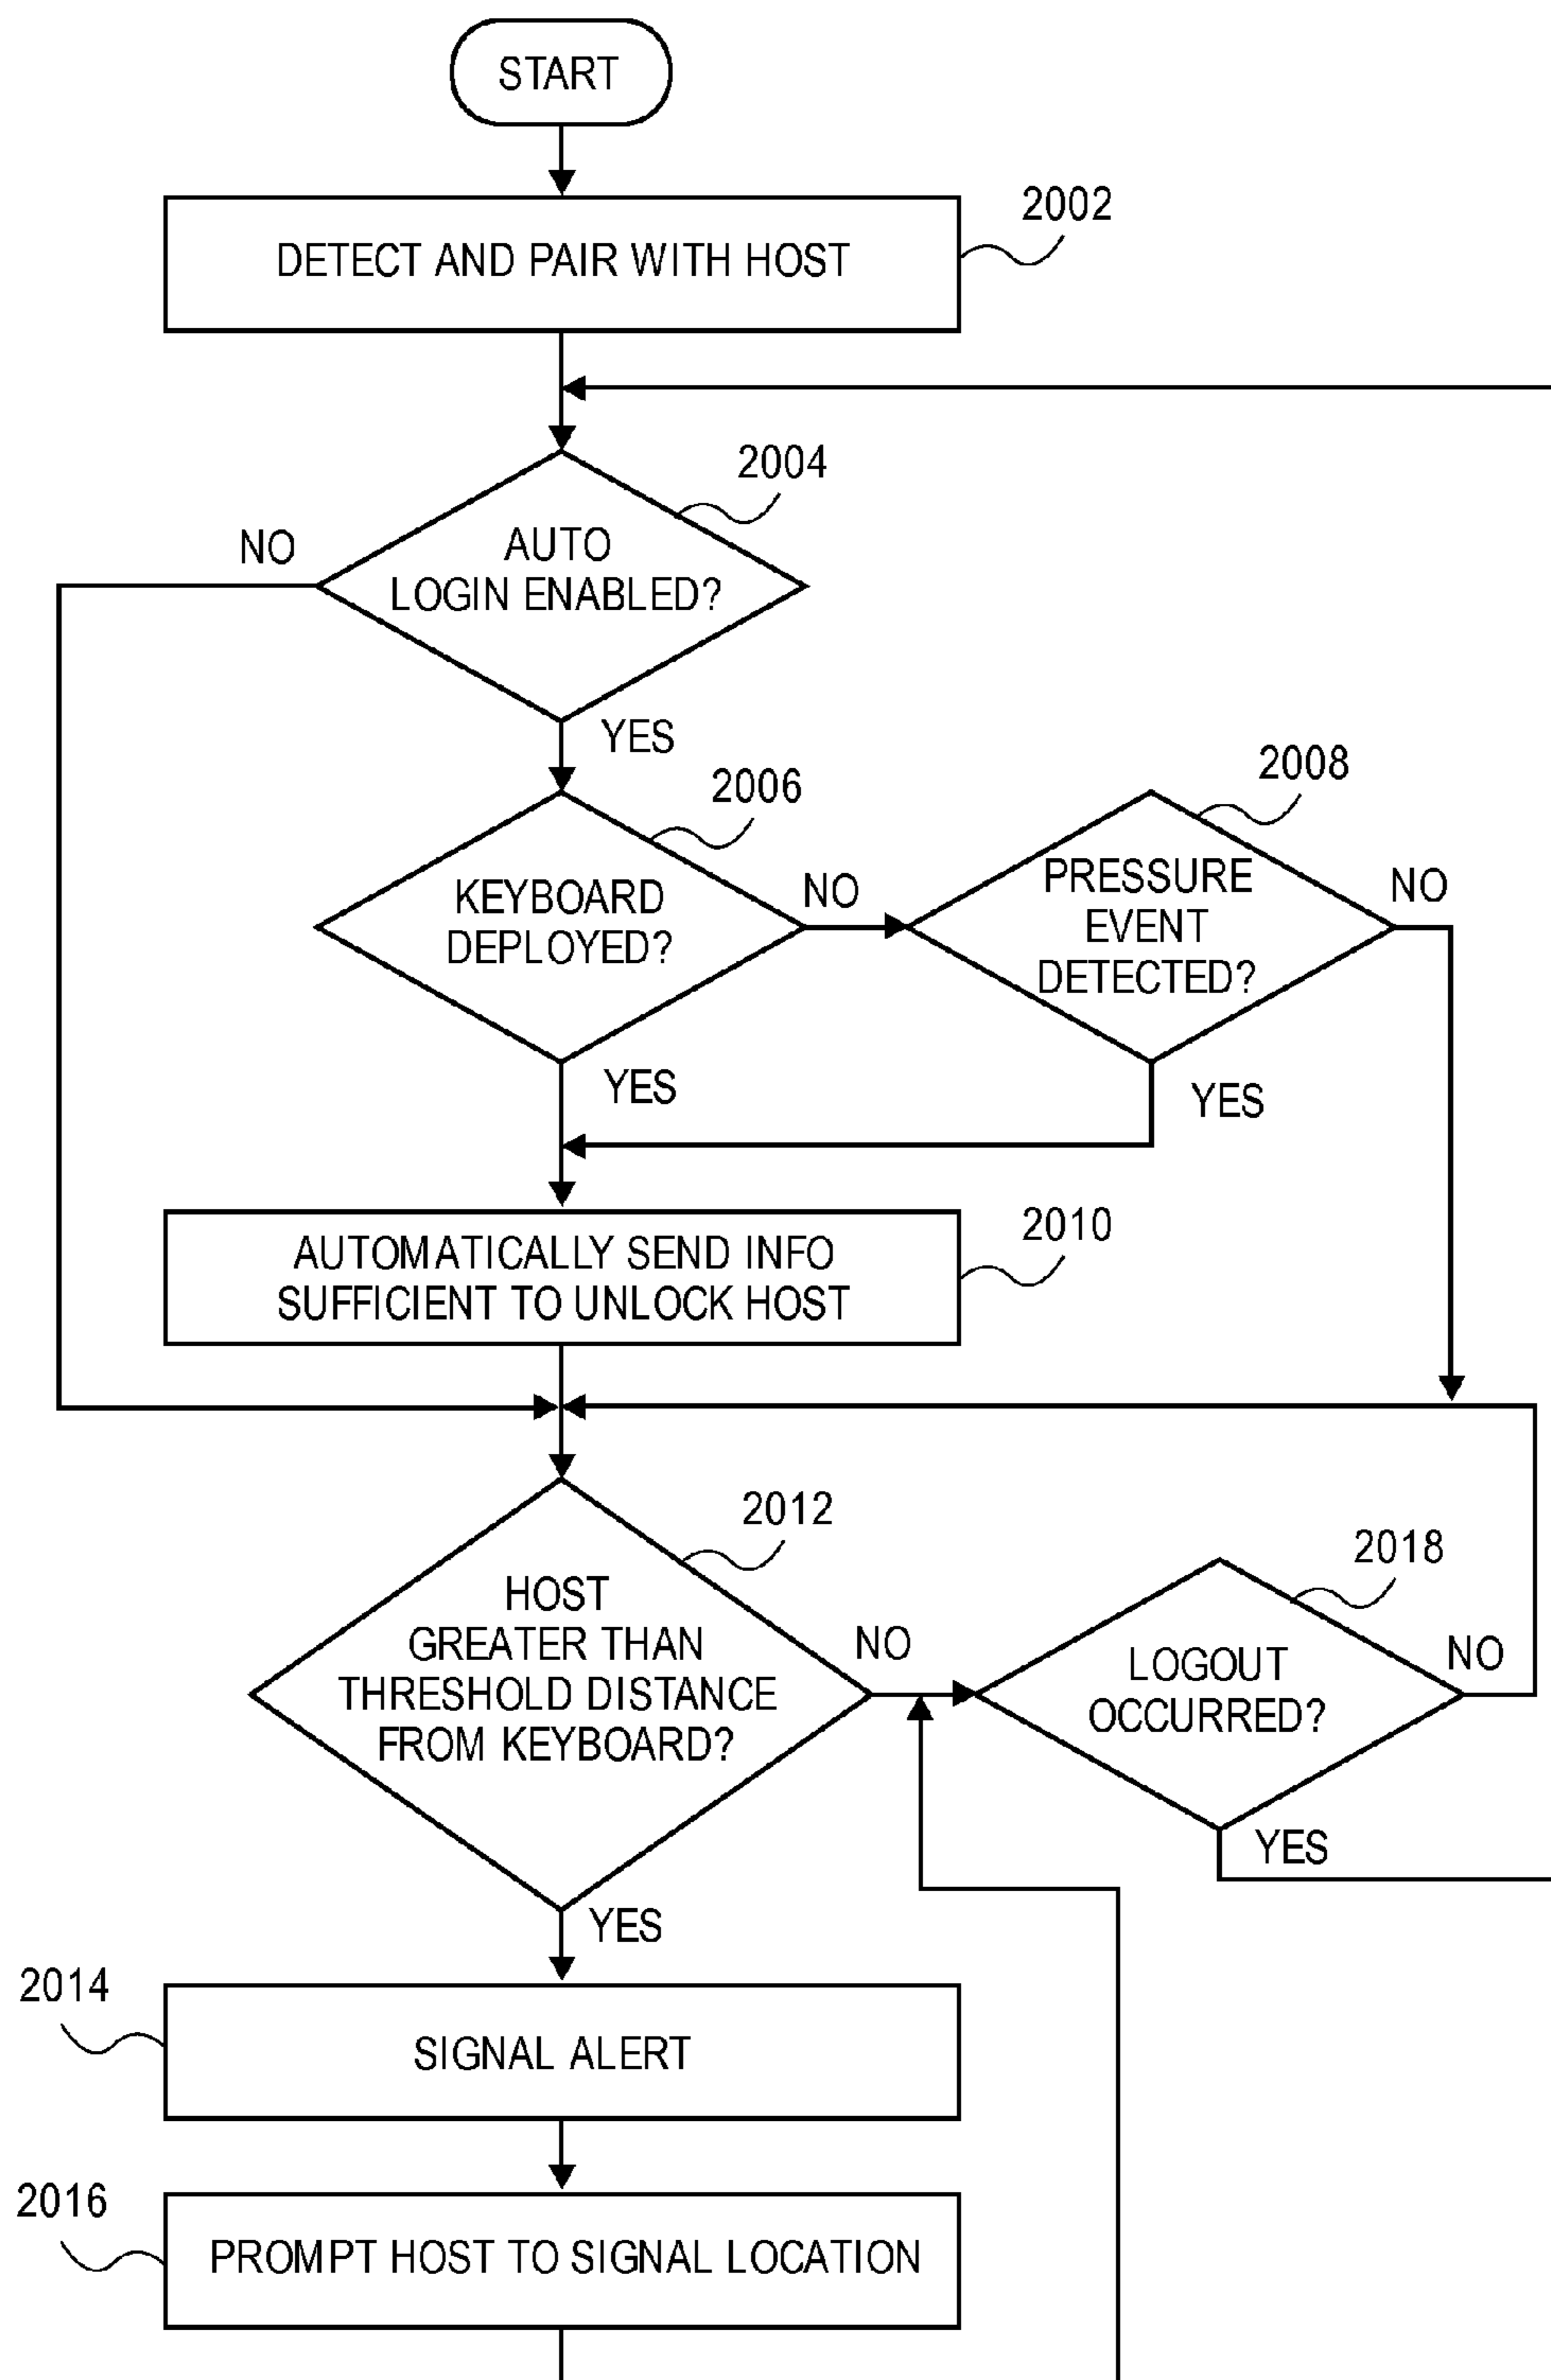 START
2002
DETECT AND PAIR WITH HOST
2004
NO
AUTO
LOGIN ENABLED?
YES
2006
2008
KEYBOARD
DEPLOYED?
NO
PRESSURE
EVENT
DETECTED?
NO
YES
YES
2010
AUTOMATICALLY SEND INFO
SUFFICIENT TO UNLOCK HOST
2012
HOST
GREATER THAN
THRESHOLD DISTANCE
FROM KEYBOARD?
NO
2018
LOGOUT
OCCURRED?
NO
YES
YES
2014
SIGNAL ALERT
2016
PROMPT HOST TO SIGNAL LOCATION